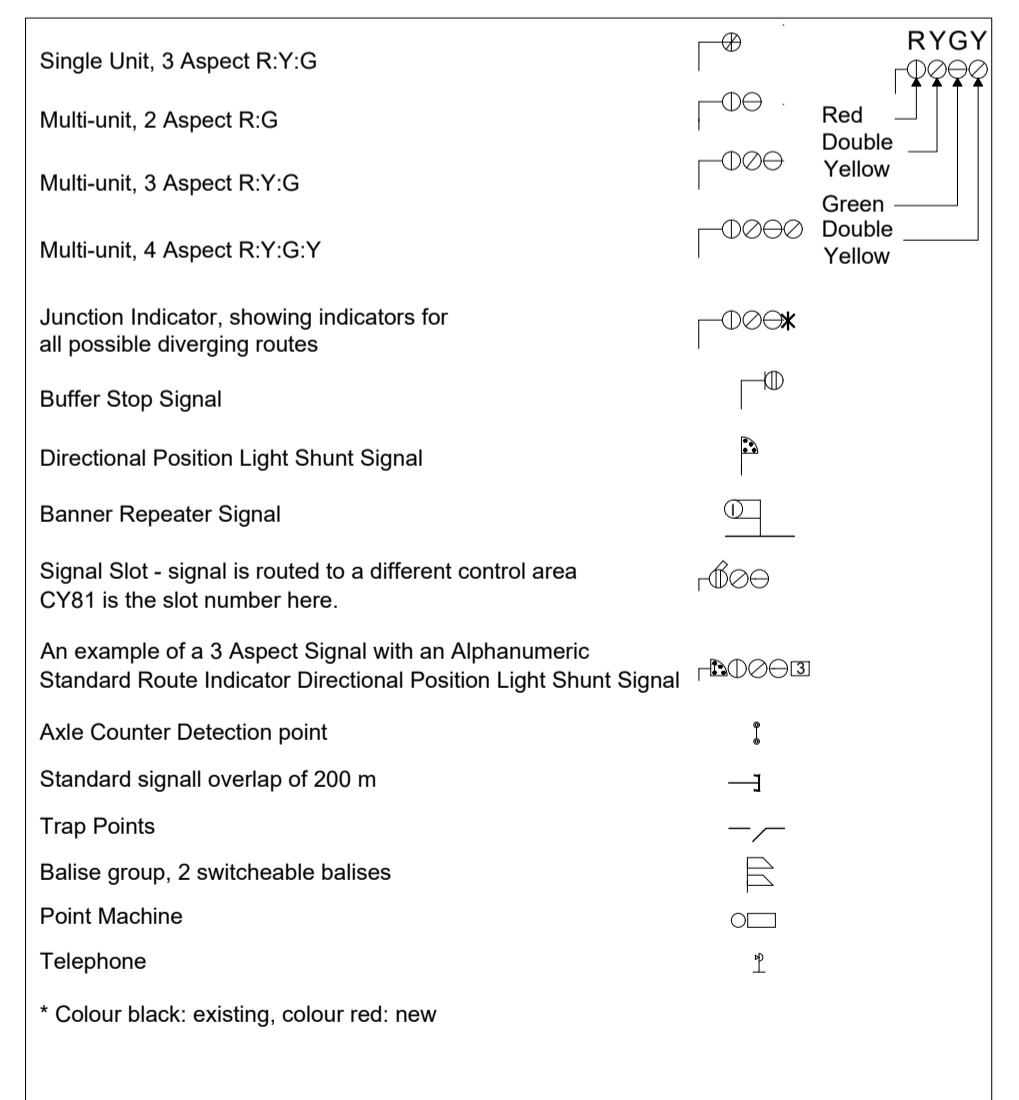 Single Unit, 3 Aspect R:Y:G
RYGY
Multi-unit, 2 Aspect R:G
Red
Double
Yellow
Multi-unit, 3 Aspect R:Y:G
Green
Double
Yellow
Multi-unit, 4 Aspect R:Y:G:Y
Junction Indicator, showing indicators for
all possible diverging routes
Buffer Stop Signal
Directional Position Light Shunt Signal
Banner Repeater Signal
Signal Slot - signal is routed to a different control area
CY81 is the slot number here.
An example of a 3 Aspect Signal with an Alphanumeric
Standard Route Indicator Directional Position Light Shunt Signal
3
Axle Counter Detection point
Standard signall overlap of 200 m
Trap Points
Balise group, 2 switcheable balises
Point Machine
Telephone
* Colour black: existing, colour red: new